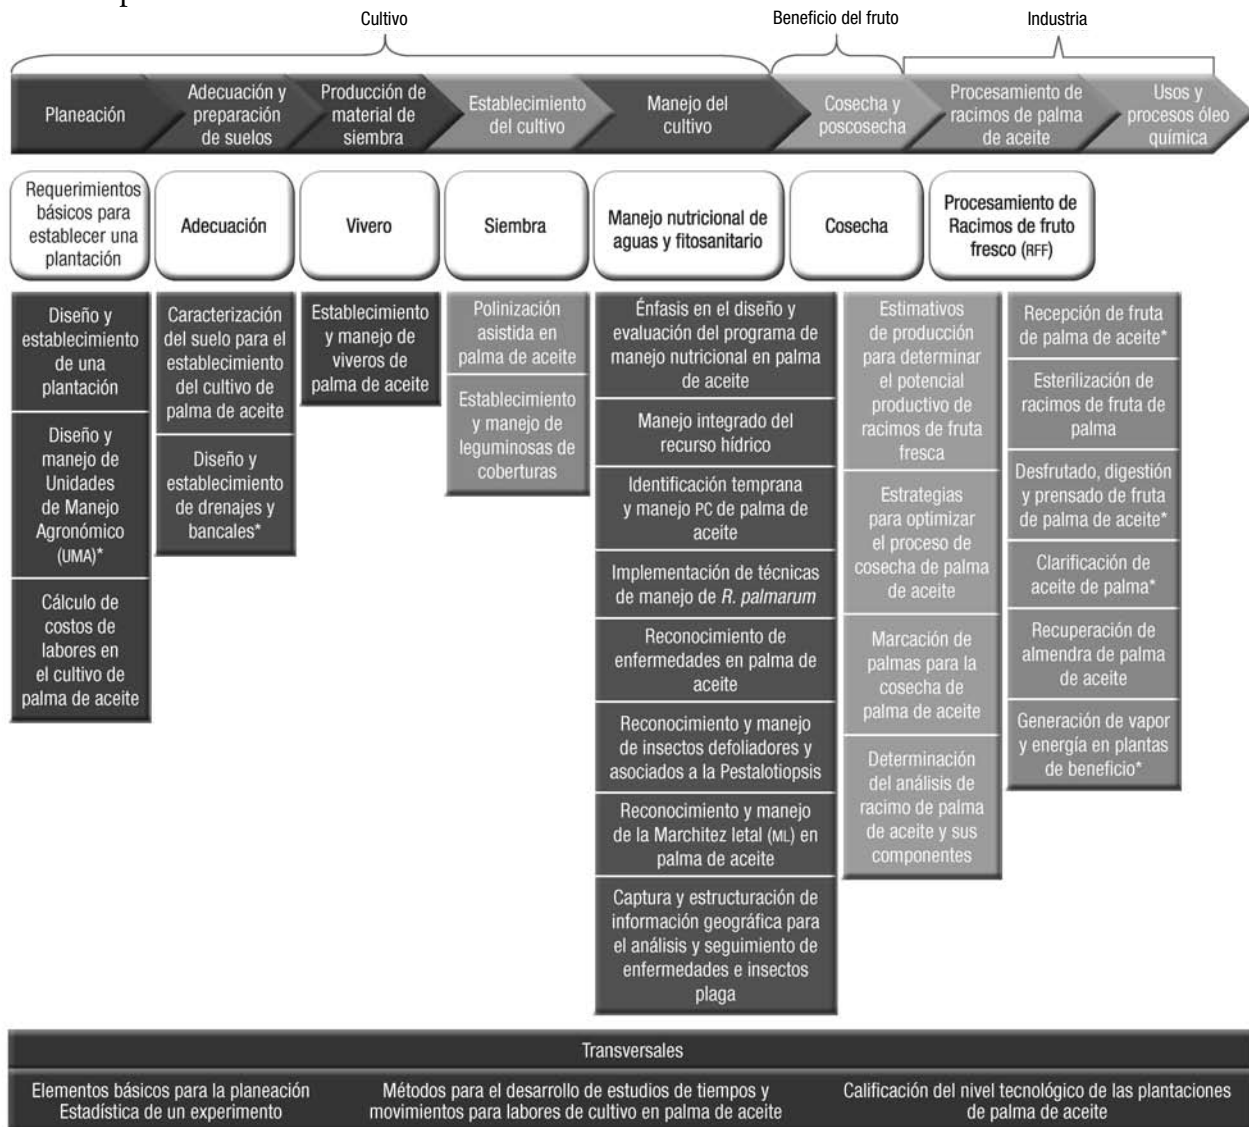 Cultivo
Beneficio del fruto
Industria
Planeación
Adecuación y
preparación
de suelos
Producción de
material de
siembra
Establecimiento
del cultivo
Manejo del
cultivo
Cosecha y
poscosecha
Procesamiento de
racimos de palma
de aceite
Usos y
procesos óleo
química
Requerimientos
básicos para
establecer una
plantación
Adecuación
Vivero
Siembra
Manejo nutricional de
aguas y fitosanitario
Cosecha
Procesamiento de
Racimos de fruto
fresco (RFF)
Diseño y
establecimiento
de una
plantación
Diseño y
manejo de
Unidades
de Manejo
Agronómico
(UMA)*
Cálculo de
costos de
labores en
el cultivo de
palma de aceite
Caracterización
del suelo para el
establecimiento
del cultivo de
palma de aceite
Diseño y
establecimiento
de drenajes y
bancales*
Establecimiento
y manejo de
viveros de
palma de aceite
Polinización
asistida en
palma de aceite
Establecimiento
y manejo de
leguminosas de
coberturas
Énfasis en el diseño y
evaluación del programa de
manejo nutricional en palma
de aceite
Manejo integrado del
recurso hídrico
Identificación temprana
y manejo PC de palma de
aceite
Implementación de técnicas
de manejo de R. palmarum
Reconocimiento de
enfermedades en palma de
aceite
Reconocimiento y manejo
de insectos defoliadores y
asociados a la Pestalotiopsis
Reconocimiento y manejo
de la Marchitez letal (ML) en
palma de aceite
Captura y estructuración de
información geográfica para
el análisis y seguimiento de
enfermedades e insectos
plaga
Estimativos
de producción
para determinar
el potencial
productivo de
racimos de fruta
fresca
Estrategias
para optimizar
el proceso de
cosecha de palma
de aceite
Marcación de
palmas para la
cosecha de
palma de aceite
Determinación
del análisis de
racimo de palma
de aceite y sus
componentes
Recepción de fruta
de palma de aceite*
Esterilización de
racimos de fruta de
palma
Desfrutado, digestión
y prensado de fruta
de palma de aceite*
Clarificación de
aceite de palma*
Recuperación de
almendra de palma
de aceite
Generación de vapor
y energía en plantas
de beneficio*
Transversales
Elementos básicos para la planeación
Estadística de un experimento
Métodos para el desarrollo de estudios de tiempos y
movimientos para labores de cultivo en palma de aceite
Calificación del nivel tecnológico de las plantaciones
de palma de aceite